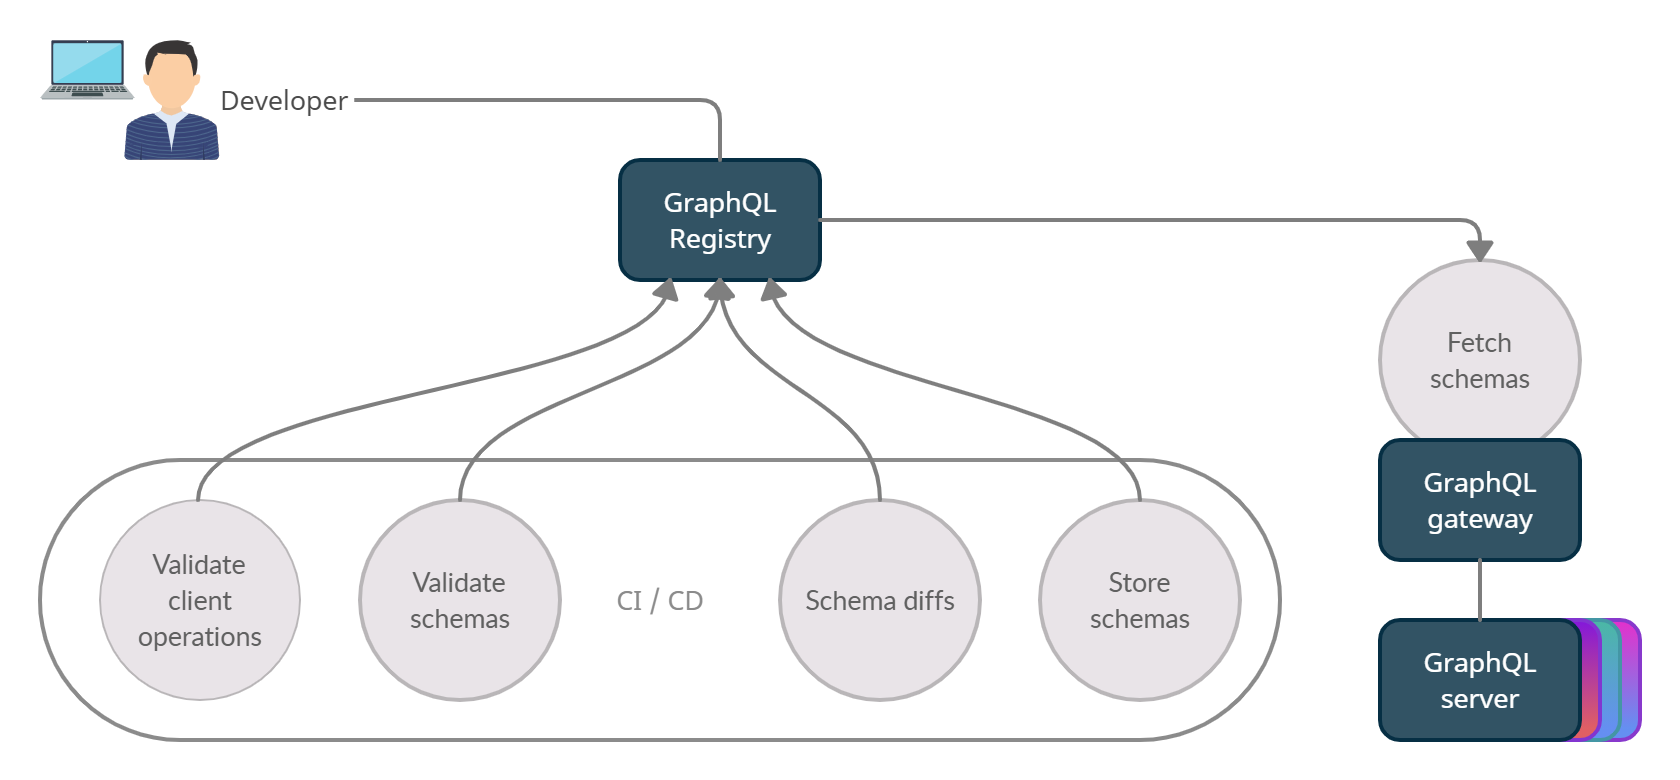 Developer
GraphQL
Registry
Fetch
schemas
GraphQL
gateway
Validate
client
operations
Validate
schemas
CI / CD
Schema diffs
Store
schemas
GraphQL
server